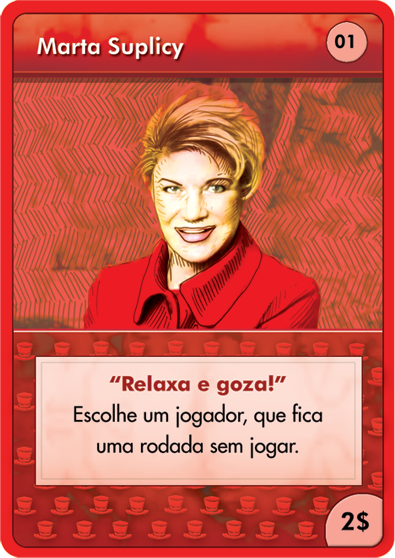 Marta Suplicy
01
“Relaxa e goza!”
Escolhe um jogador, que fica
uma rodada sem jogar.
2$